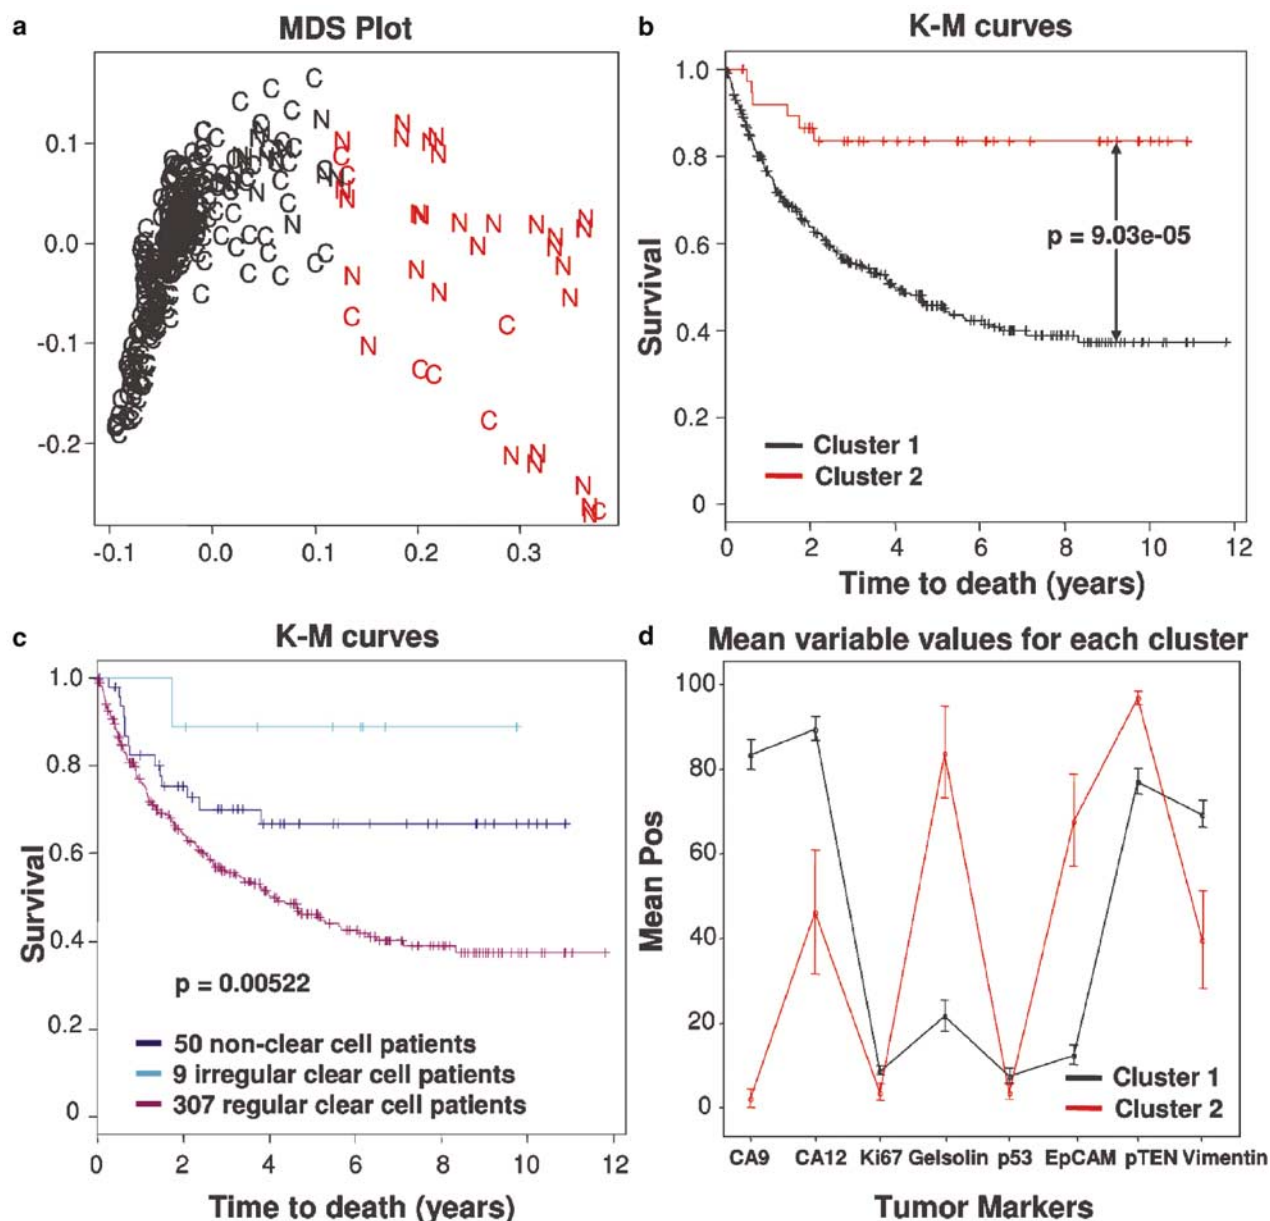 a
MDS Plot
0.1
0.0
-0.1
-0.2
-0.1 0.0 0.1 0.2 0.3
b
K-M curves
1.0
0.8
0.6
0.4
0.2
0
Survival
p = 9.03e-05
Cluster 1
Cluster 2
0 2 4 6 8 10 12
Time to death (years)
c
K-M curves
1.0
0.8
0.6
0.4
0.2
0
Survival
p = 0.00522
50 non-clear cell patients
9 irregular clear cell patients
307 regular clear cell patients
0 2 4 6 8 10 12
Time to death (years)
d
Mean variable values for each cluster
100
80
60
40
20
0
Mean Pos
Cluster 1
Cluster 2
CA9 CA12 Ki67 Gelsolin p53 EpCAM pTEN Vimentin
Tumor Markers